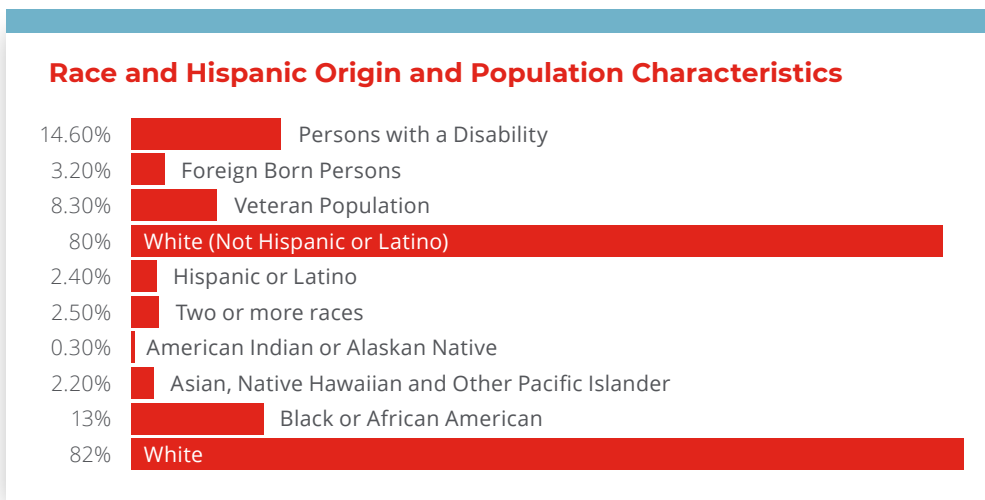 Race and Hispanic Origin and Population Characteristics
14.60% Persons with a Disability
3.20% Foreign Born Persons
8.30% Veteran Population
80% White (Not Hispanic or Latino)
2.40% Hispanic or Latino
2.50% Two or more races
0.30% American Indian or Alaskan Native
2.20% Asian, Native Hawaiian and Other Pacific Islander
13% Black or African American
82% White